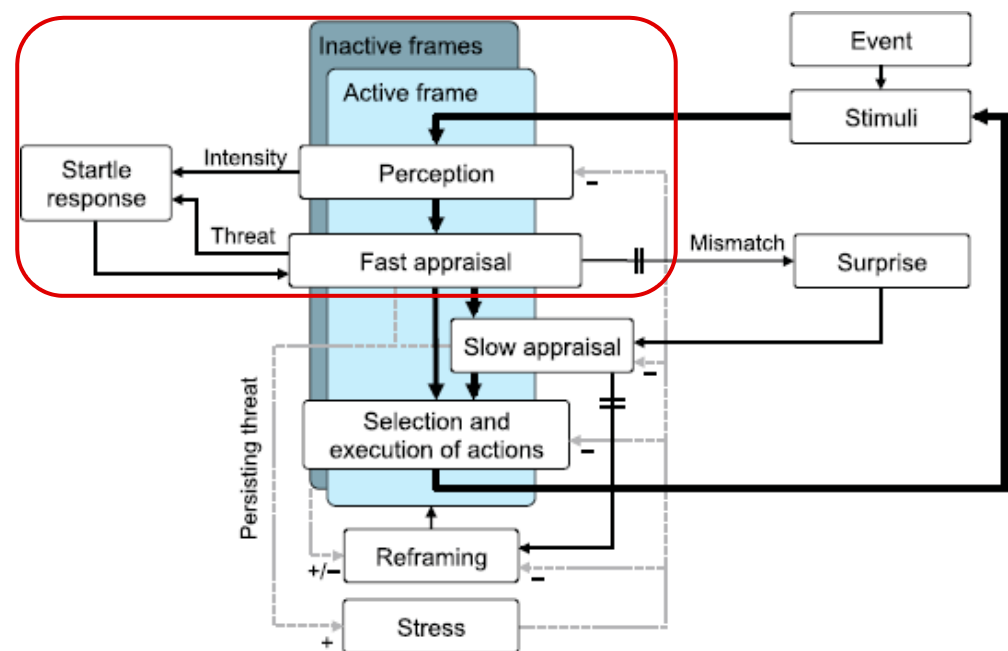 Inactive frames
Event
Active frame
Stimuli
Startle
response
Intensity
Perception
-
Threat
Fast appraisal
Mismatch
Surprise
Slow appraisal
-
Persisting threat
Selection and
execution of actions
-
Reframing
+/-
-
Stress
+